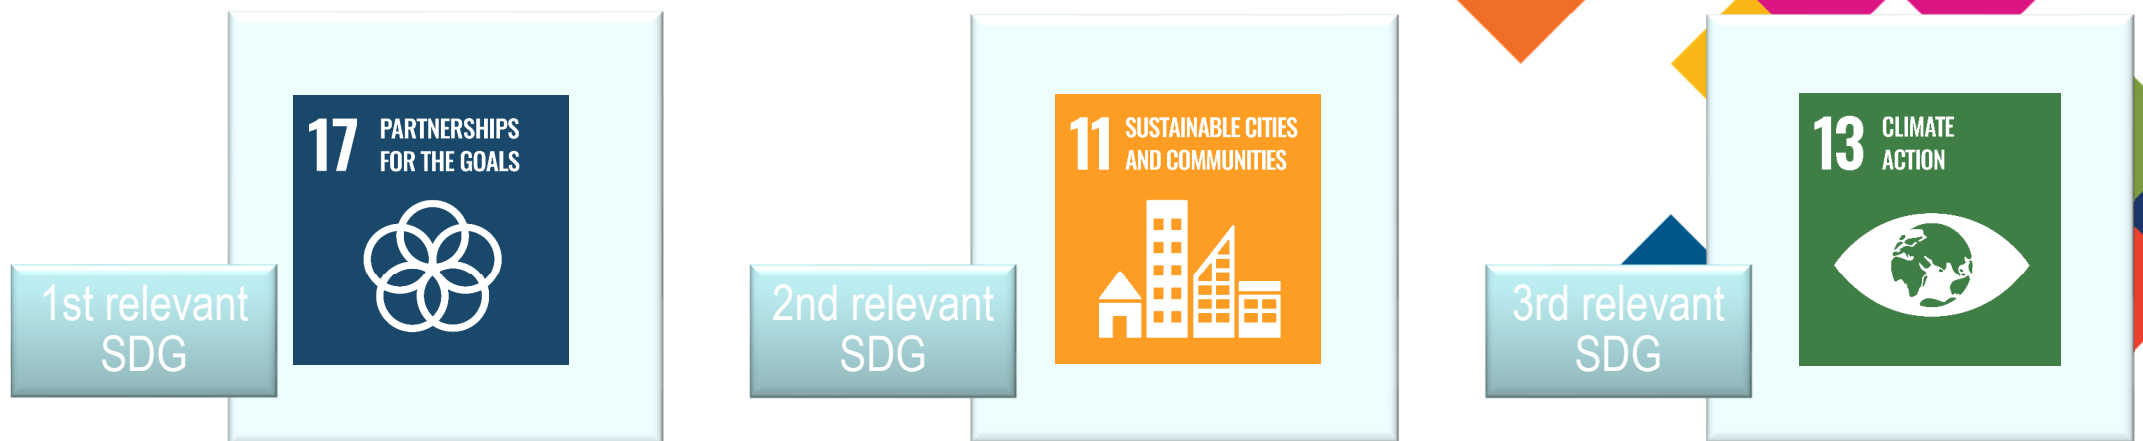 1st relevant
SDG
17
PARTNERSHIPS
FOR THE GOALS
2nd relevant
SDG
11
SUSTAINABLE CITIES
AND COMMUNITIES
3rd relevant
SDG
13
CLIMATE
ACTION